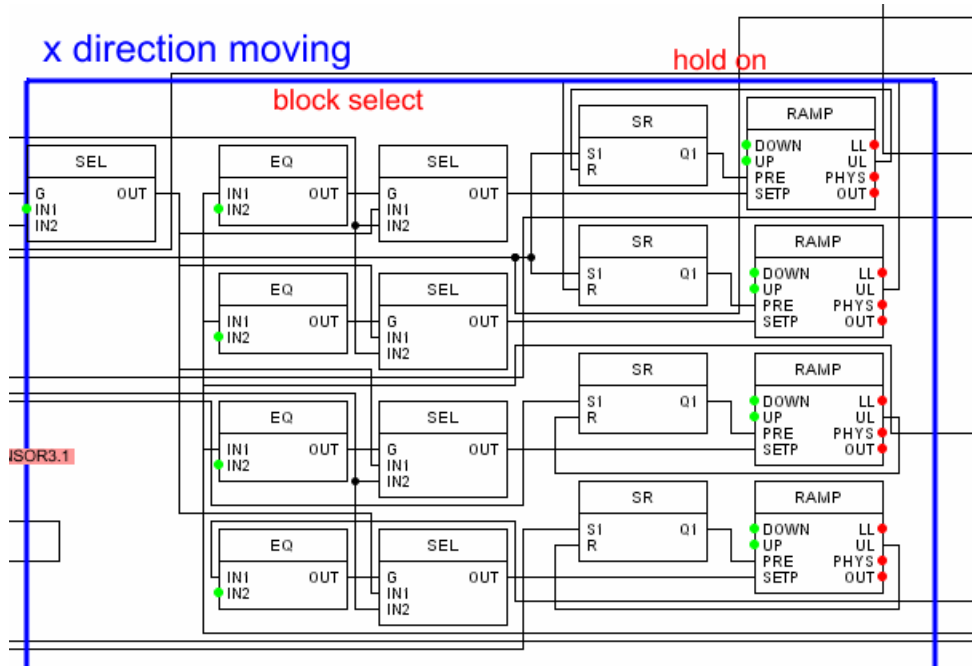 x direction moving
hold on
block select
SEL
G OUT
IN1
IN2
EQ
IN1 OUT
IN2
SEL
G OUT
IN1
IN2
SR
S1 Q1
R
RAMP
DOWN LL
UP UL
PRE PHYS
SETP OUT
EQ
IN1 OUT
IN2
SEL
G OUT
IN1
IN2
SR
S1 Q1
R
RAMP
DOWN LL
UP UL
PRE PHYS
SETP OUT
EQ
IN1 OUT
IN2
SEL
G OUT
IN1
IN2
SR
S1 Q1
R
RAMP
DOWN LL
UP UL
PRE PHYS
SETP OUT
NSOR3.1
EQ
IN1 OUT
IN2
SEL
G OUT
IN1
IN2
SR
S1 Q1
R
RAMP
DOWN LL
UP UL
PRE PHYS
SETP OUT